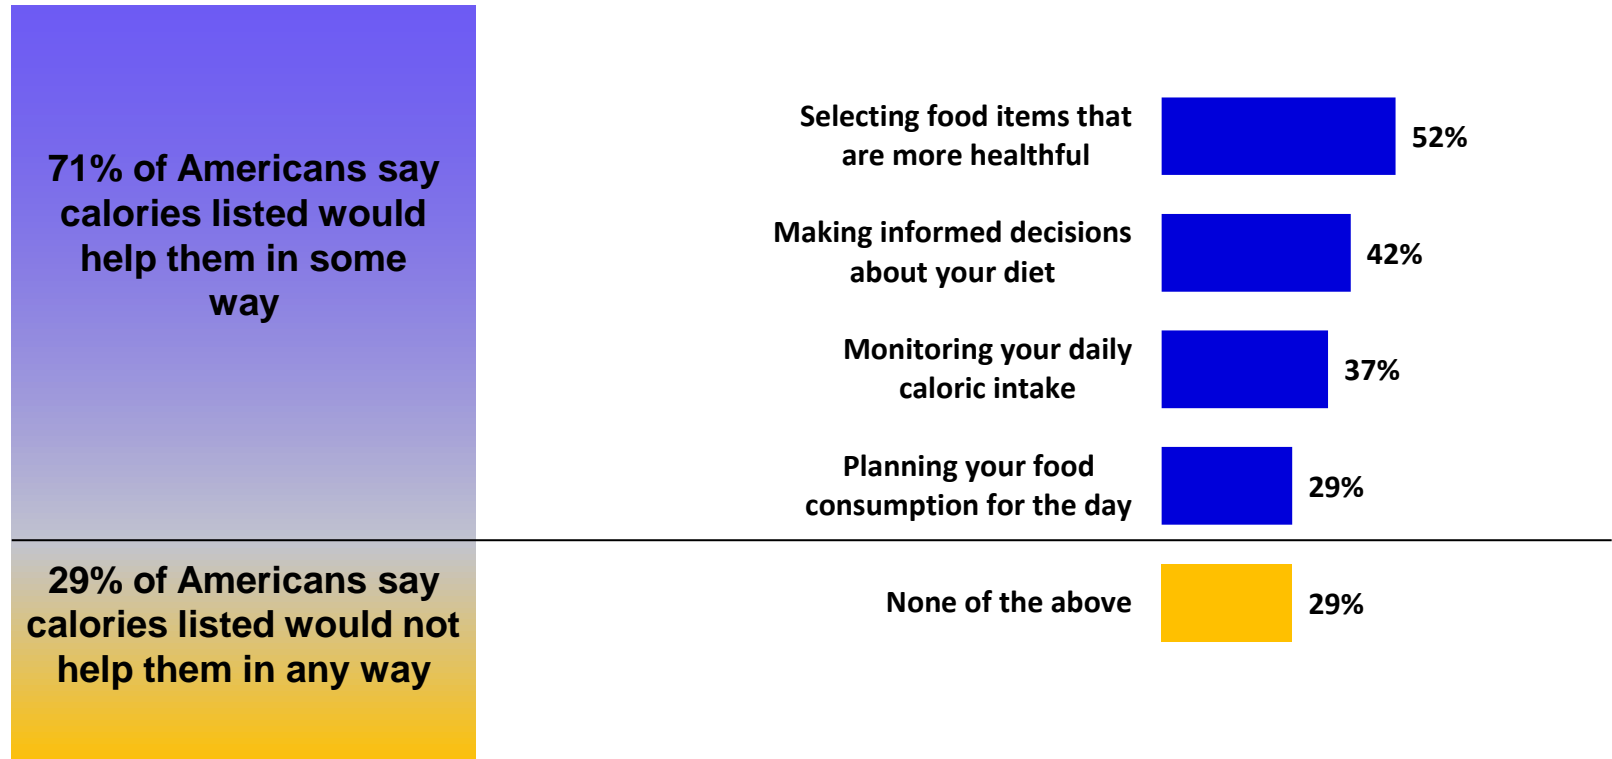 71% of Americans say
calories listed would
help them in some
way
29% of Americans say
calories listed would not
help them in any way
Selecting food items that
are more healthful
52%
Making informed decisions
about your diet
42%
Monitoring your daily
caloric intake
37%
Planning your food
consumption for the day
29%
None of the above
29%